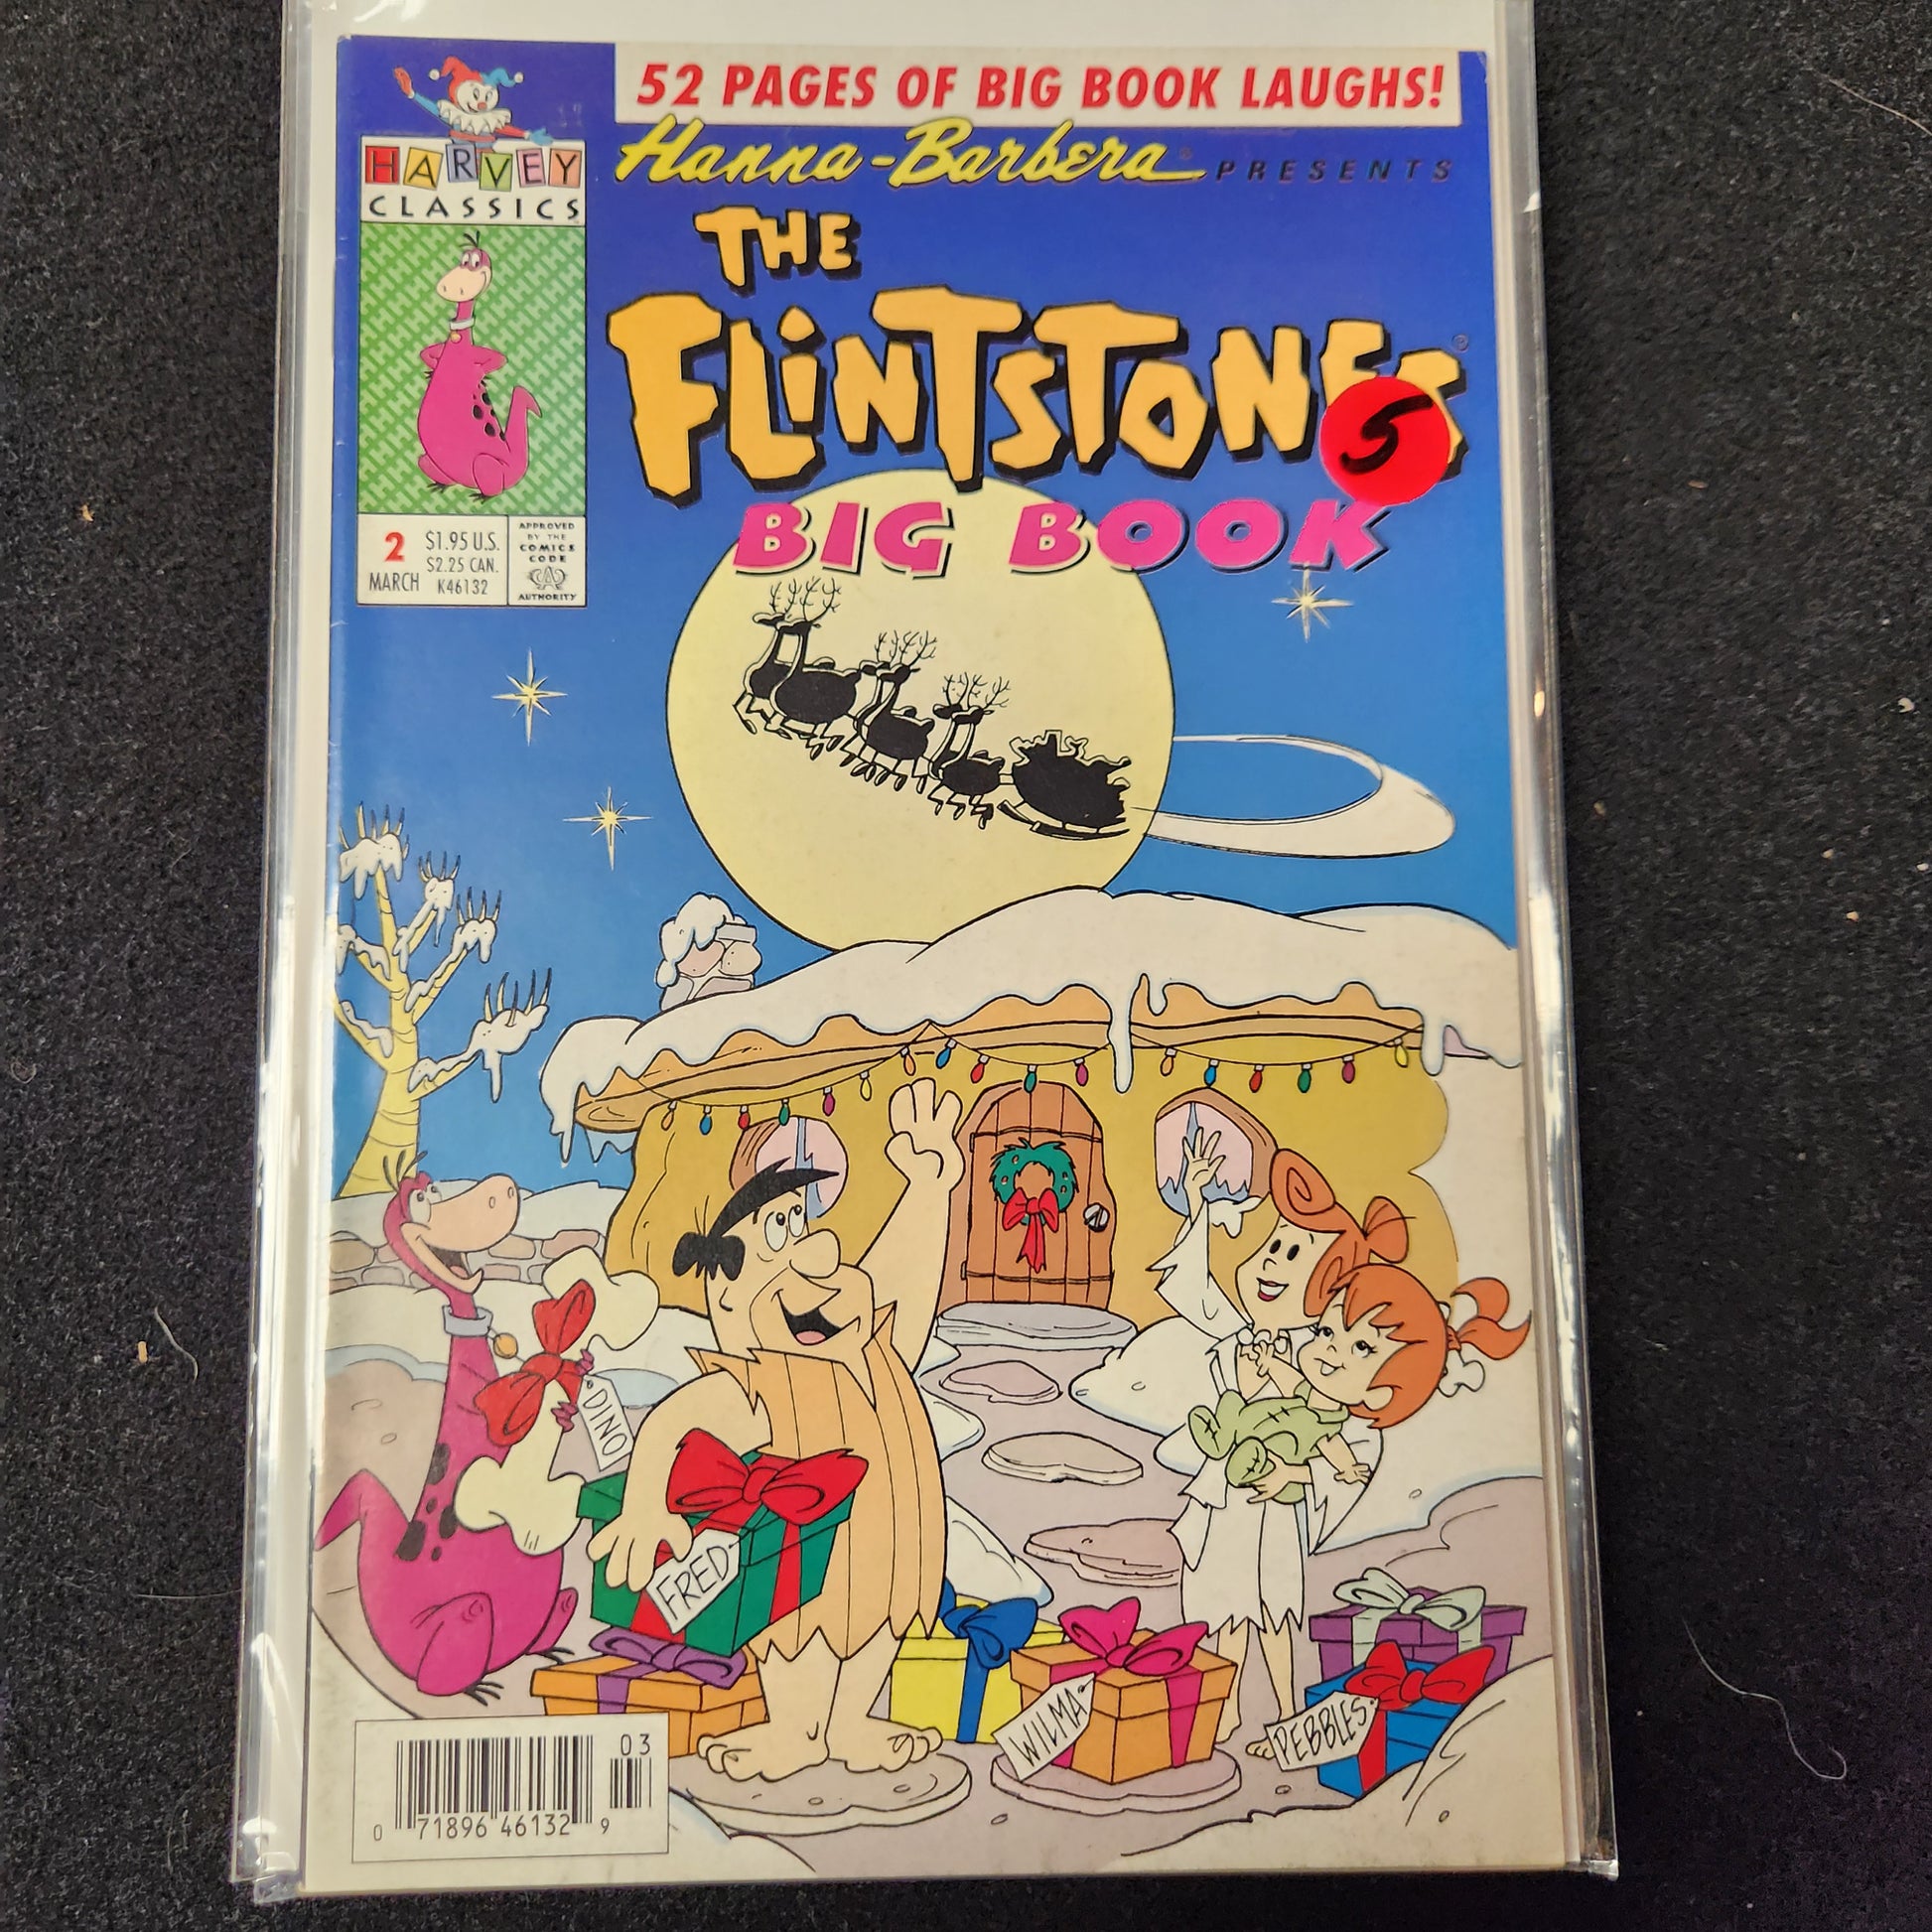 52 PAGES OF BIG BOOK LAUGHS!
Hanna-Barbera® PRESENTS
HARVEY
CLASSICS
THE
FLINTSTONES®
5
BIG BOOK
2
MARCH
$1.95 U.S.
$2.25 CAN.
K46132
APPROVED
BY THE
COMICS
CODE
CA
AUTHORITY
DINO
FRED
WILMA
PEBBLES
03
0 71896 46132 9